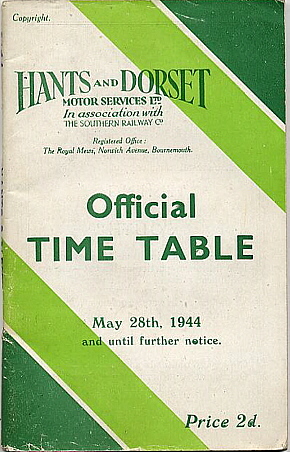 Copyright.
HANTS AND DORSET
MOTOR SERVICES LTD
In association with
THE SOUTHERN RAILWAY CO
Registered Office:
The Royal Mews, Norwich Avenue, Bournemouth.
Official
TIME TABLE
May 28th, 1944
and until further notice.
Price 2d.